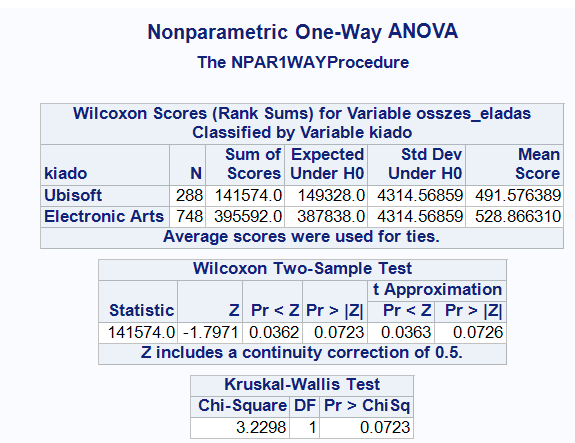 Nonparametric One-Way ANOVA
The NPAR1WAYProcedure
Wilcoxon Scores (Rank Sums) for Variable osszes_eladas
Classified by Variable kiado
kiado N Sum of Scores Expected Under H0 Std Dev Under H0 Mean Score
Ubisoft 288 141574.0 149328.0 4314.56859 491.576389
Electronic Arts 748 395592.0 387838.0 4314.56859 528.866310
Average scores were used for ties.
Wilcoxon Two-Sample Test
t Approximation
Statistic Z Pr < Z Pr > |Z| Pr < Z Pr > |Z|
141574.0 -1.7971 0.0362 0.0723 0.0363 0.0726
Z includes a continuity correction of 0.5.
Kruskal-Wallis Test
Chi-Square DF Pr > ChiSq
3.2298 1 0.0723